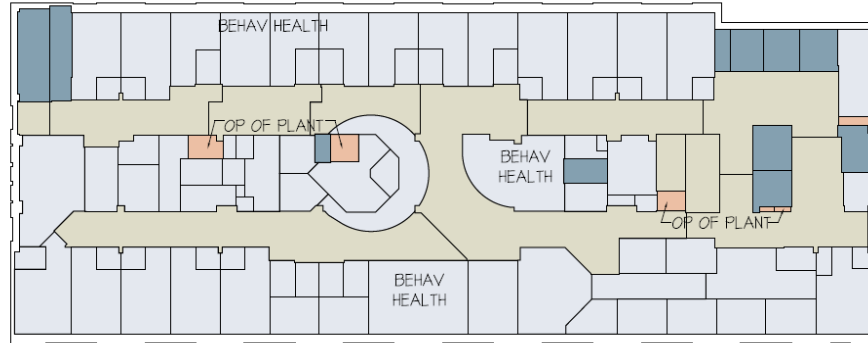 BEHAV HEALTH
OP OF PLANT
BEHAV
HEALTH
OP OF PLANT
BEHAV
HEALTH